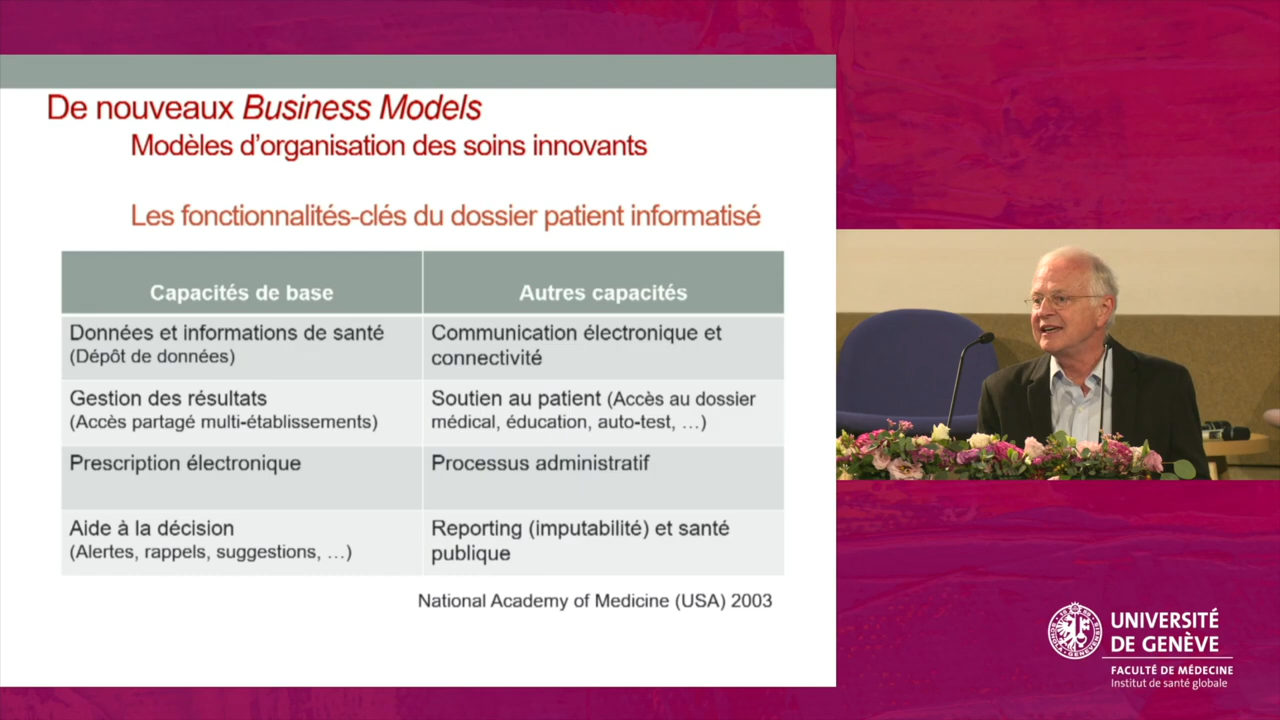 De nouveaux Business Models
Modèles d'organisation des soins innovants
Les fonctionnalités-clés du dossier patient informatisé
Capacités de base
Autres capacités
Données et informations de santé
(Dépôt de données)
Communication électronique et
connectivité
Gestion des résultats
(Accès partagé multi-établissements)
Soutien au patient (Accès au dossier
médical, éducation, auto-test, …)
Prescription électronique
Processus administratif
Aide à la décision
(Alertes, rappels, suggestions, …)
Reporting (imputabilité) et santé
publique
National Academy of Medicine (USA) 2003
UNIVERSITÉ
DE GENÈVE
FACULTÉ DE MÉDECINE
Institut de santé globale